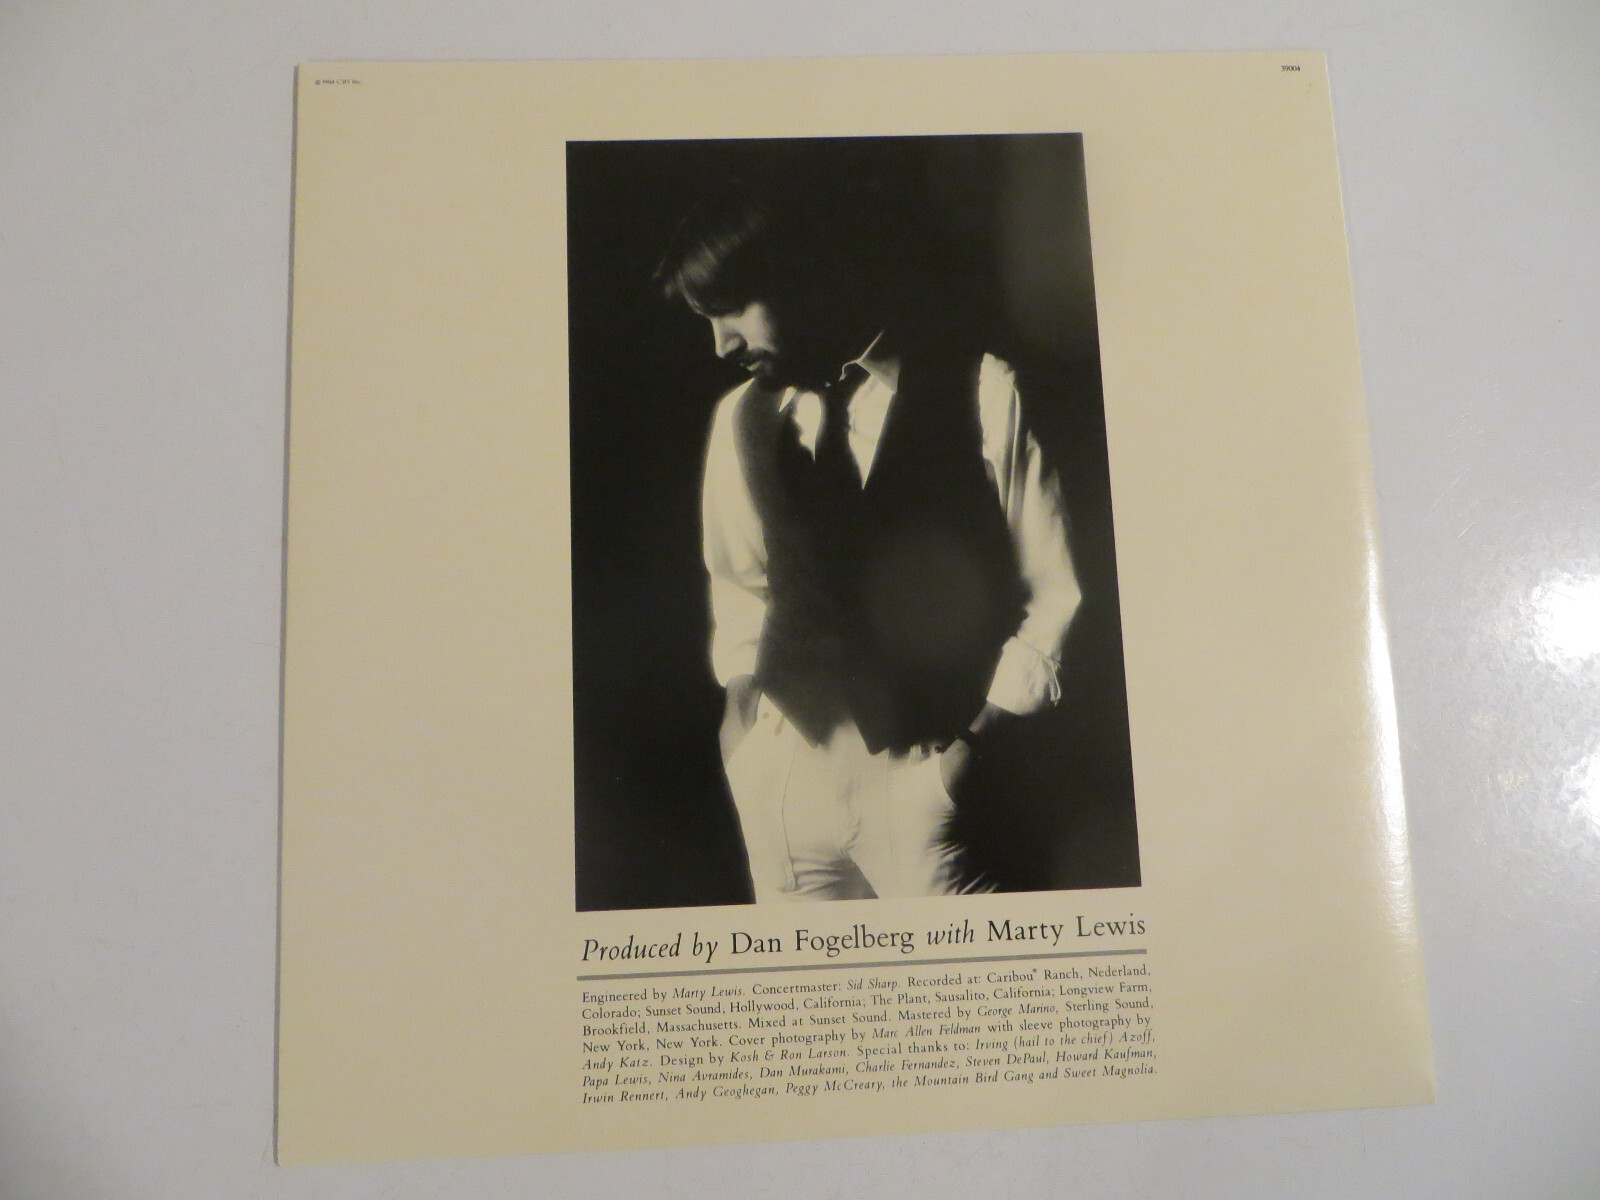 © 1984 CBS Inc.
39004
Produced by Dan Fogelberg with Marty Lewis
Engineered by Marty Lewis. Concertmaster: Sid Sharp. Recorded at: Caribou® Ranch, Nederland,
Colorado; Sunset Sound, Hollywood, California; The Plant, Sausalito, California; Longview Farm,
Brookfield, Massachusetts. Mixed at Sunset Sound. Mastered by George Marino, Sterling Sound,
New York, New York. Cover photography by Marc Allen Feldman with sleeve photography by
Andy Katz. Design by Kosh & Ron Larson. Special thanks to: Irving (hail to the chief) Azoff,
Papa Lewis, Nina Avramides, Dan Murakami, Charlie Fernandez, Steven DePaul, Howard Kaufman,
Irwin Rennert, Andy Geoghegan, Peggy McCreary, the Mountain Bird Gang and Sweet Magnolia.